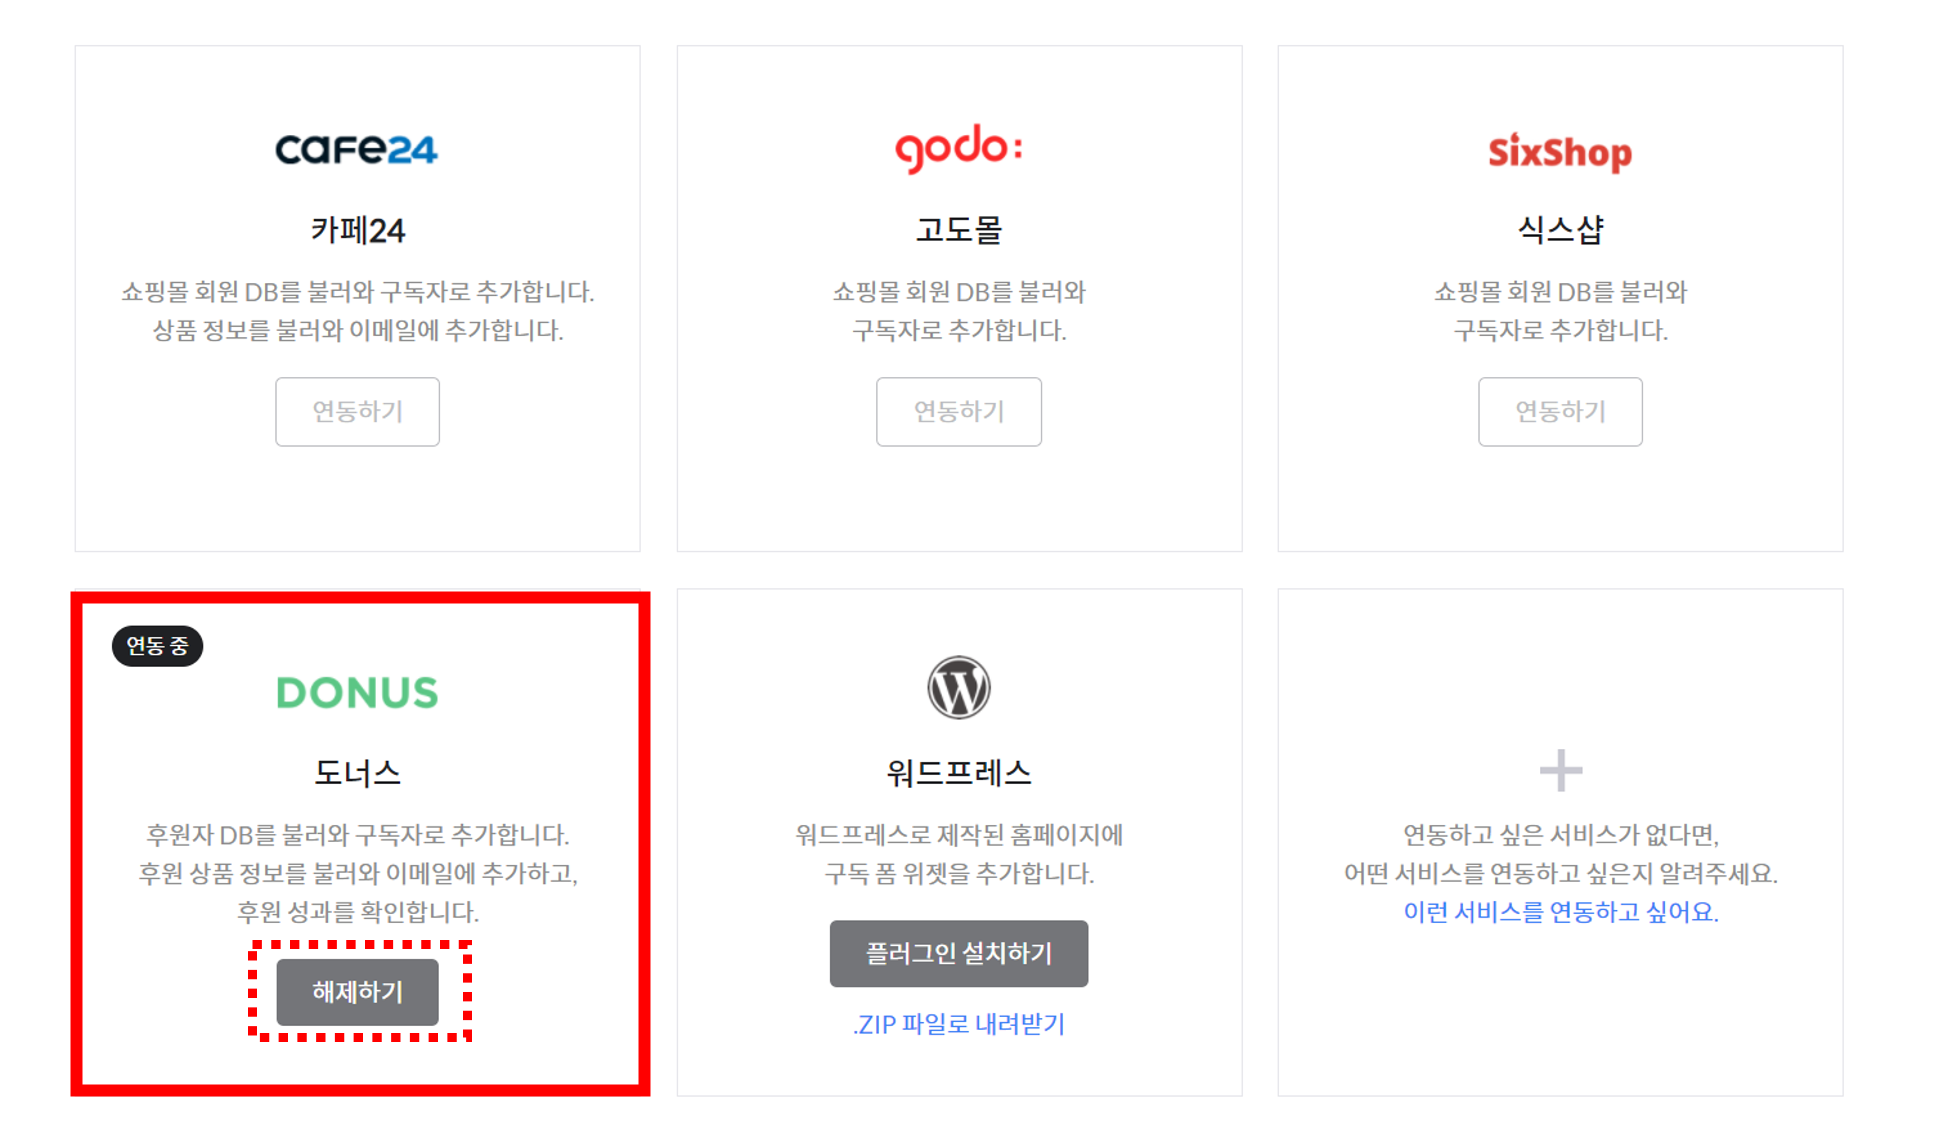 cafe24
카페24
쇼핑몰 회원 DB를 불러와 구독자로 추가합니다.
상품 정보를 불러와 이메일에 추가합니다.
연동하기
godo:
고도몰
쇼핑몰 회원 DB를 불러와
구독자로 추가합니다.
연동하기
SixShop
식스샵
쇼핑몰 회원 DB를 불러와
구독자로 추가합니다.
연동하기
연동 중
DONUS
도너스
후원자 DB를 불러와 구독자로 추가합니다.
후원 상품 정보를 불러와 이메일에 추가하고,
후원 성과를 확인합니다.
해제하기
W
워드프레스
워드프레스로 제작된 홈페이지에
구독 폼 위젯을 추가합니다.
플러그인 설치하기
.ZIP 파일로 내려받기
연동하고 싶은 서비스가 없다면,
어떤 서비스를 연동하고 싶은지 알려주세요.
이런 서비스를 연동하고 싶어요.